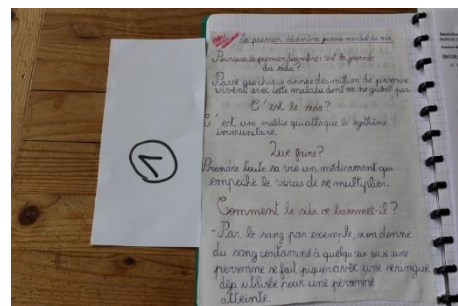 Le premier décembre journée mondial du sida
Pourquoi le premier décembre c'est la journée
du sida?
Parce que chaque année des million de personne
vivent avec cette maladie dont on ne guérit pas.
C'est le sida?
C'est une maladie qui attaque le système
immunitaire.
Que faire?
Prendre toute sa vie un médicament qui
empeche le virus de se multiplier.
Comment le sida se transmet-il?
- Par le sang par exemple, si on donne
du sang contaminé à quelqu'un ou si une
personne se fait piquer avec une seringue
déja utilisée pour une personne
atteinte.
1